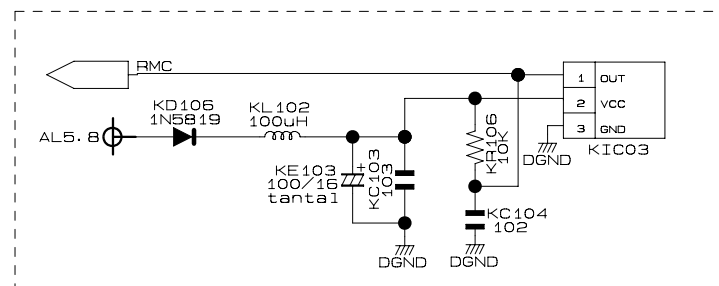 RMC
1 OUT
KD106
1N5819
KL102
100uH
2 VCC
AL5.8
KR106
10K
3 GND
DGND
KIC03
KE103
100/16
tantal
+
KC103
103
KC104
102
DGND
DGND